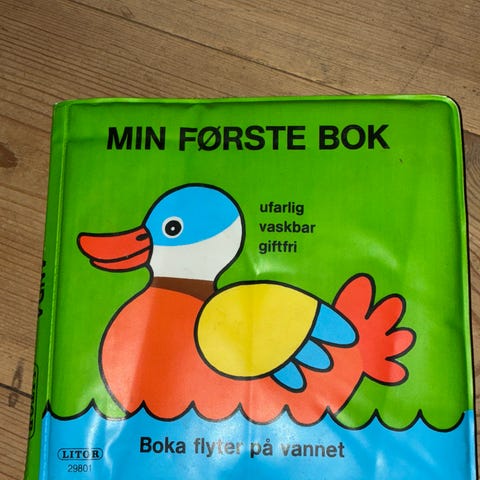 MIN FØRSTE BOK
ufarlig
vaskbar
giftfri
Boka flyter på vannet
LITOR
29801